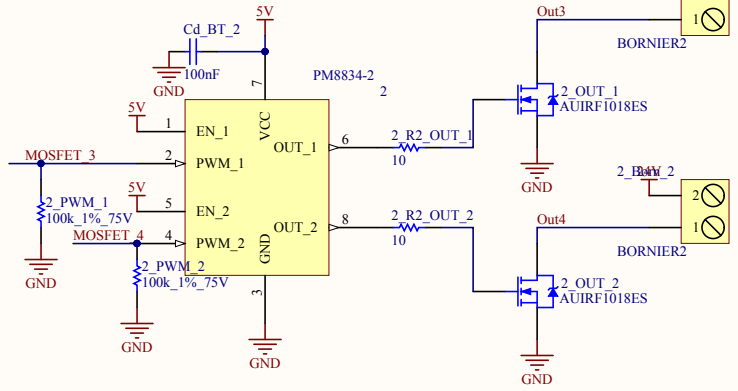 5V
Out3
1
BORNIER2
Cd_BT_2
100nF
GND
PM8834-2
2
7
VCC
5V
1
EN_1
OUT_1
6
2_R2_OUT_1
10
2_OUT_1
AUIRF1018ES
GND
MOSFET_3
2
PWM_1
2_PWM_1
100k_1%_75V
GND
5V
5
EN_2
OUT_2
8
2_R2_OUT_2
10
24V
2_Born_2
2
1
BORNIER2
Out4
MOSFET_4
4
PWM_2
GND
3
2_PWM_2
100k_1%_75V
GND
GND
2_OUT_2
AUIRF1018ES
GND